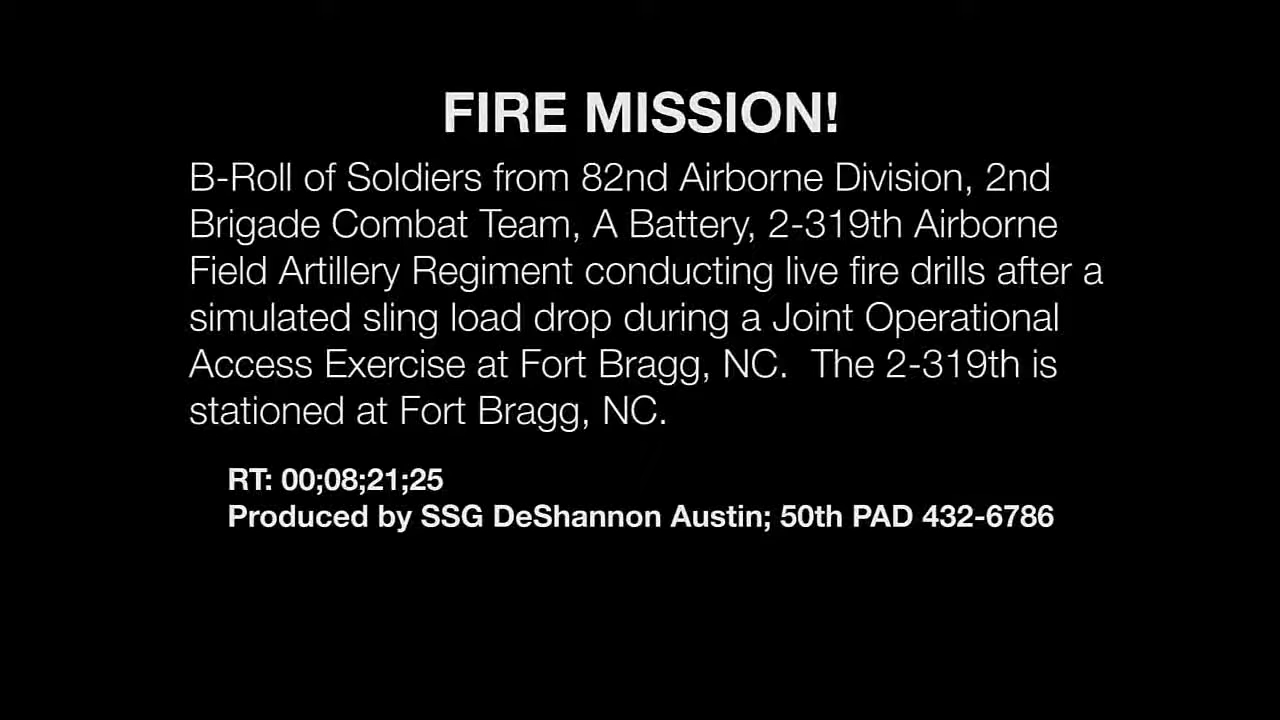 FIRE MISSION!
B-Roll of Soldiers from 82nd Airborne Division, 2nd
Brigade Combat Team, A Battery, 2-319th Airborne
Field Artillery Regiment conducting live fire drills after a
simulated sling load drop during a Joint Operational
Access Exercise at Fort Bragg, NC.  The 2-319th is
stationed at Fort Bragg, NC.
RT: 00;08;21;25
Produced by SSG DeShannon Austin; 50th PAD 432-6786